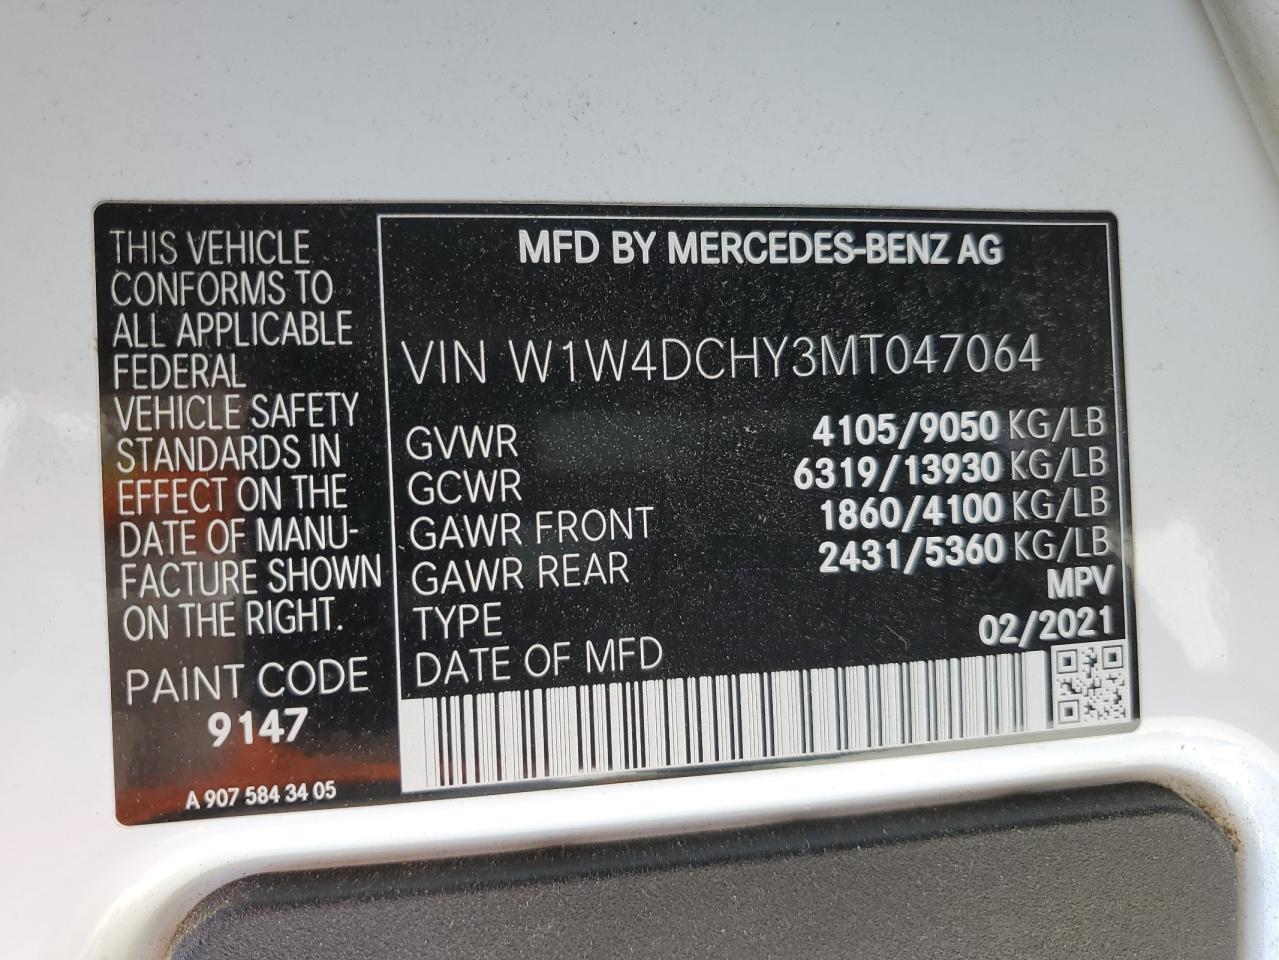 THIS VEHICLE
CONFORMS TO
ALL APPLICABLE
FEDERAL
VEHICLE SAFETY
STANDARDS IN
EFFECT ON THE
DATE OF MANU-
FACTURE SHOWN
ON THE RIGHT.
PAINT CODE
9147
A 907 584 34 05
MFD BY MERCEDES-BENZ AG
VIN W1W4DCHY3MT047064
GVWR 4105/9050 KG/LB
GCWR 6319/13930 KG/LB
GAWR FRONT 1860/4100 KG/LB
GAWR REAR 2431/5360 KG/LB
TYPE MPV
DATE OF MFD 02/2021